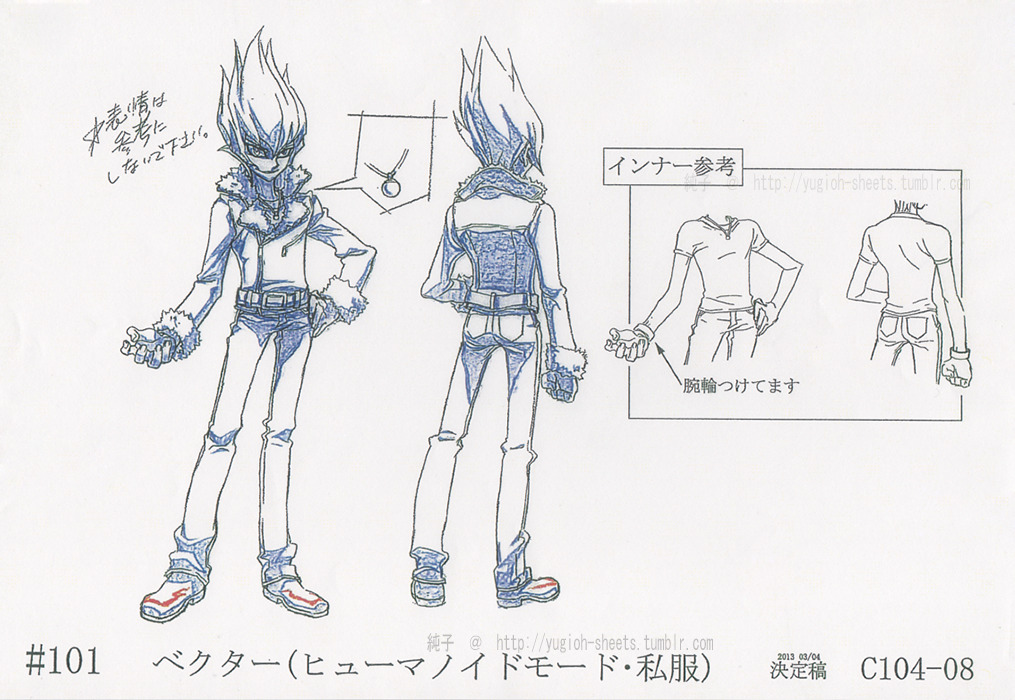 ※表情は
参考に
しないで下さい。
インナー参考
純子 @ http://yugioh-sheets.tumblr.com
腕輪つけてます
純子 @ http://yugioh-sheets.tumblr.com
#101 ベクター(ヒューマノイドモード・私服) 2013 03/04 決定稿 C104-08